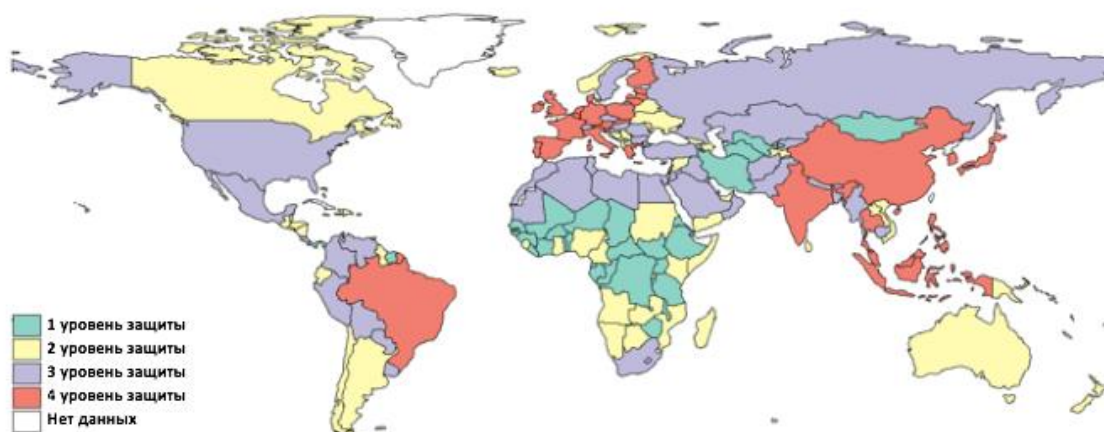 1 уровень защиты
2 уровень защиты
3 уровень защиты
4 уровень защиты
Нет данных